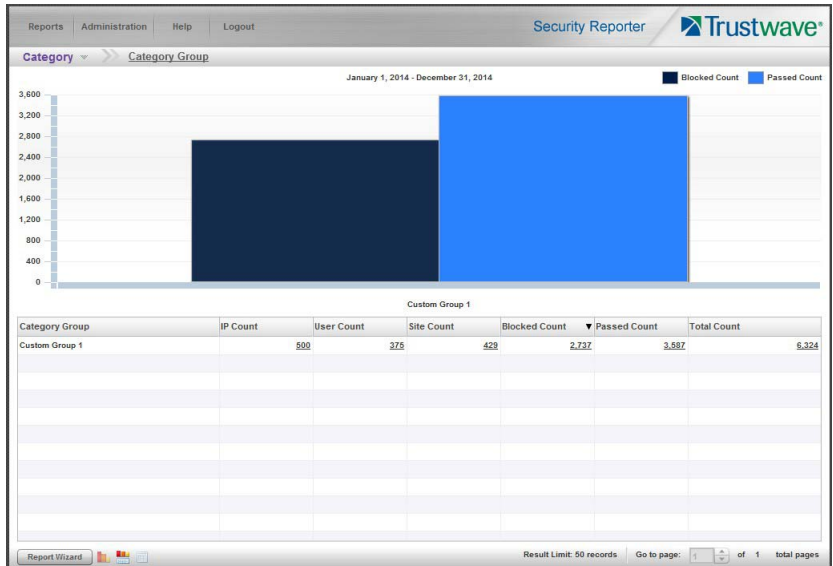 Reports Administration Help Logout Security Reporter Trustwave®
Category Category Group
January 1, 2014 - December 31, 2014 Blocked Count Passed Count
3,600
3,200
2,800
2,400
2,000
1,600
1,200
800
400
0
Custom Group 1
Category Group IP Count User Count Site Count Blocked Count ▼ Passed Count Total Count
Custom Group 1 500 375 429 2,737 3,587 6,324
Report Wizard Result Limit: 50 records Go to page: 1 of 1 total pages